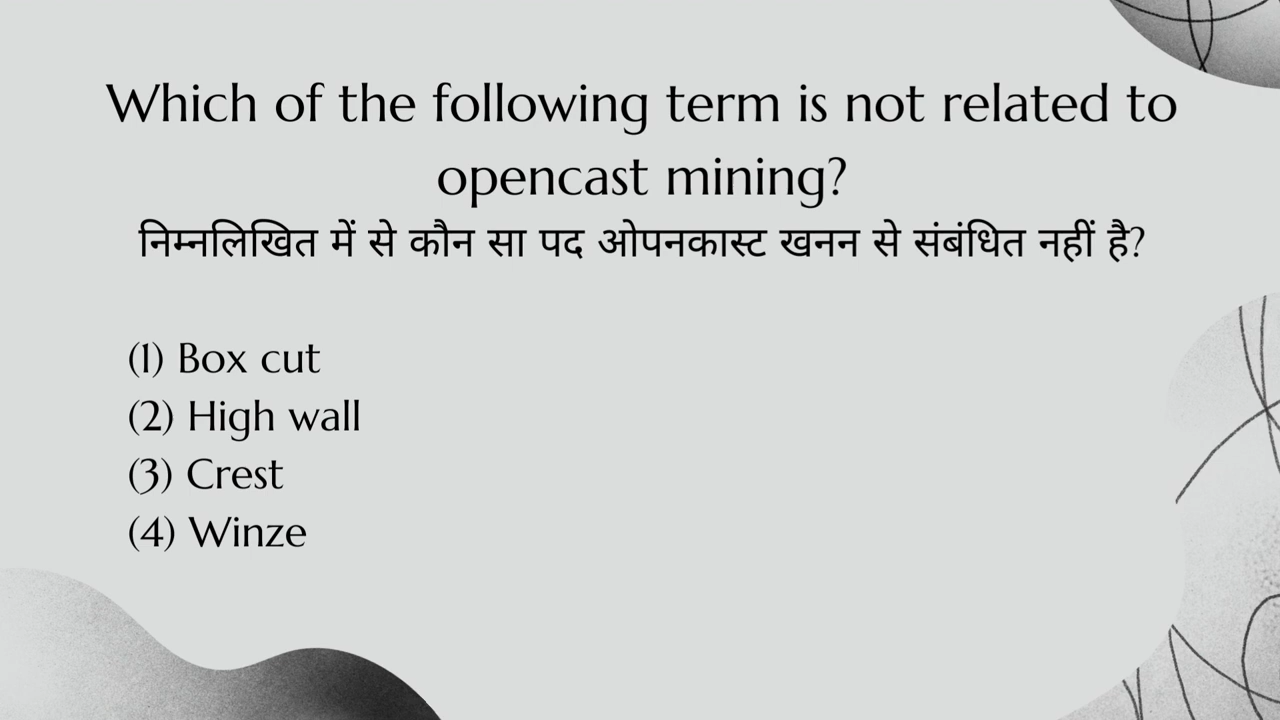 Which of the following term is not related to
opencast mining?
निम्नलिखित में से कौन सा पद ओपनकास्ट खनन से संबंधित नहीं है?
(1) Box cut
(2) High wall
(3) Crest
(4) Winze